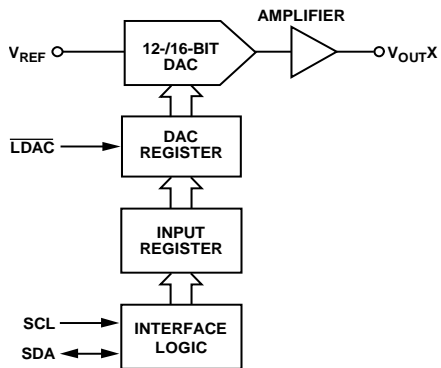 AMPLIFIER
VREF
12-/16-BIT
DAC
VOUTX
LDAC
DAC
REGISTER
INPUT
REGISTER
SCL
SDA
INTERFACE
LOGIC